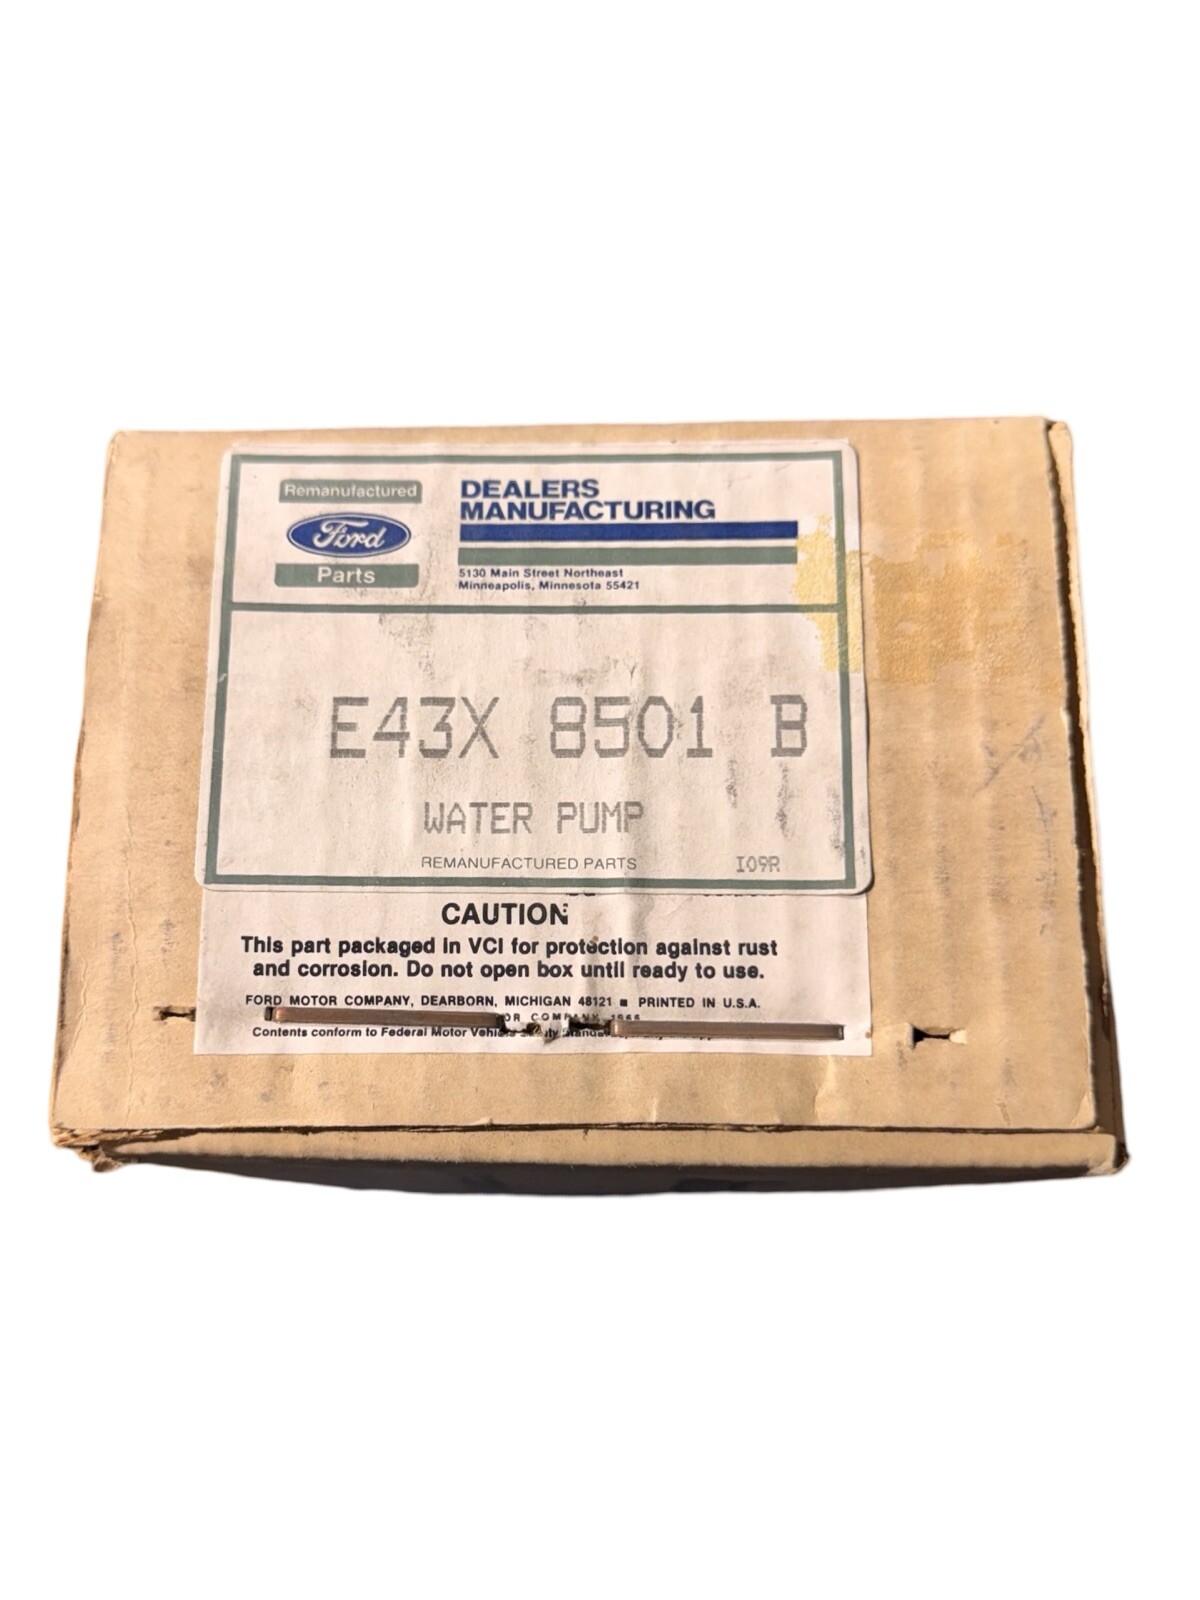 Remanufactured
Ford
Parts
DEALERS
MANUFACTURING
5130 Main Street Northeast
Minneapolis, Minnesota 55421
E43X 8501 B
WATER PUMP
REMANUFACTURED PARTS I09R
CAUTION
This part packaged in VCI for protection against rust
and corrosion. Do not open box until ready to use.
FORD MOTOR COMPANY, DEARBORN, MICHIGAN 48121 ■ PRINTED IN U.S.A.
COMPANY
Contents conform to Federal Motor Vehicle